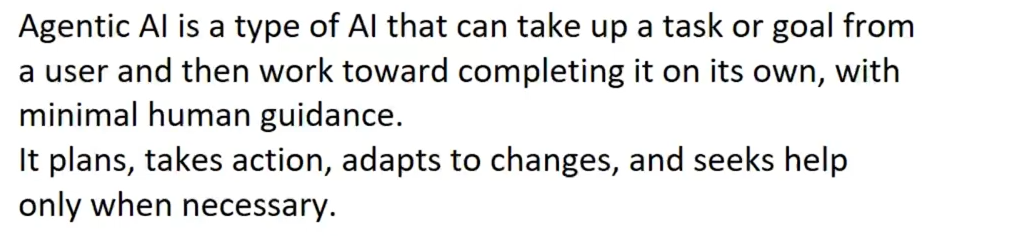 Agentic AI is a type of AI that can take up a task or goal from
a user and then work toward completing it on its own, with
minimal human guidance.
It plans, takes action, adapts to changes, and seeks help
only when necessary.